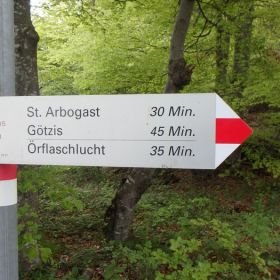 St. Arbogast 30 Min.
Götzis 45 Min.
Örflaschlucht 35 Min.